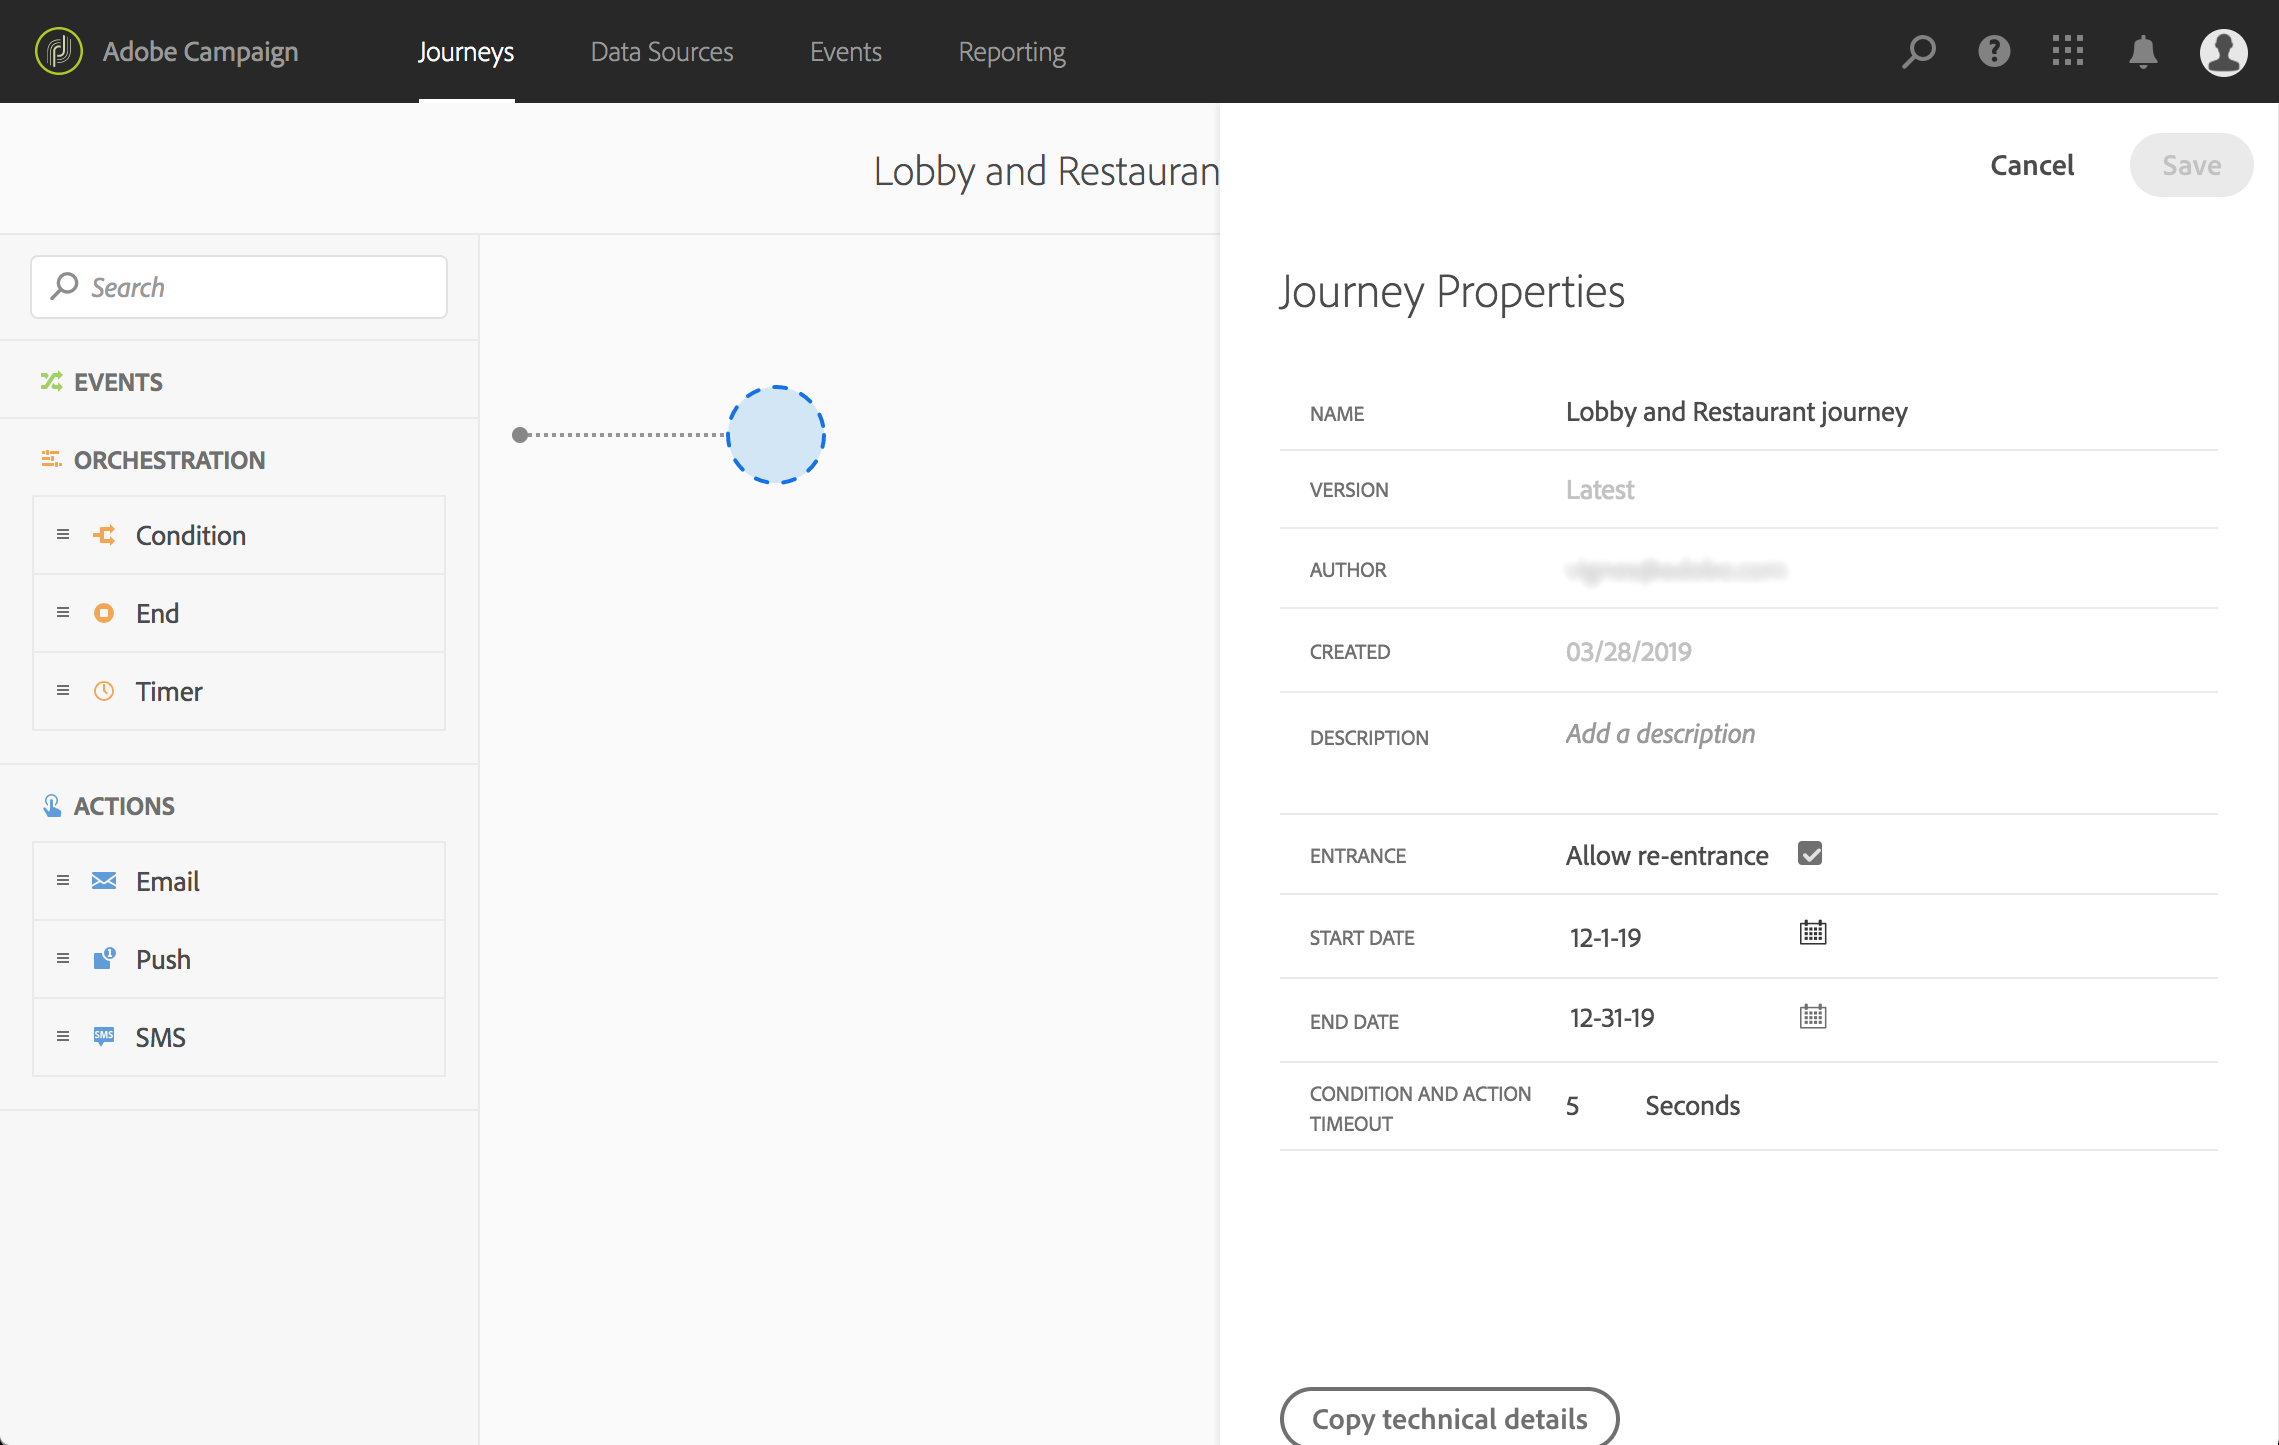 Adobe Campaign
Journeys
Data Sources
Events
Reporting
Lobby and Restauran
Cancel
Save
Search
EVENTS
ORCHESTRATION
Condition
End
Timer
ACTIONS
Email
1
Push
SMS
SMS
Journey Properties
NAME Lobby and Restaurant journey
VERSION Latest
AUTHOR
CREATED 03/28/2019
DESCRIPTION Add a description
ENTRANCE Allow re-entrance
START DATE 12-1-19
END DATE 12-31-19
CONDITION AND ACTION
TIMEOUT
5 Seconds
Copy technical details